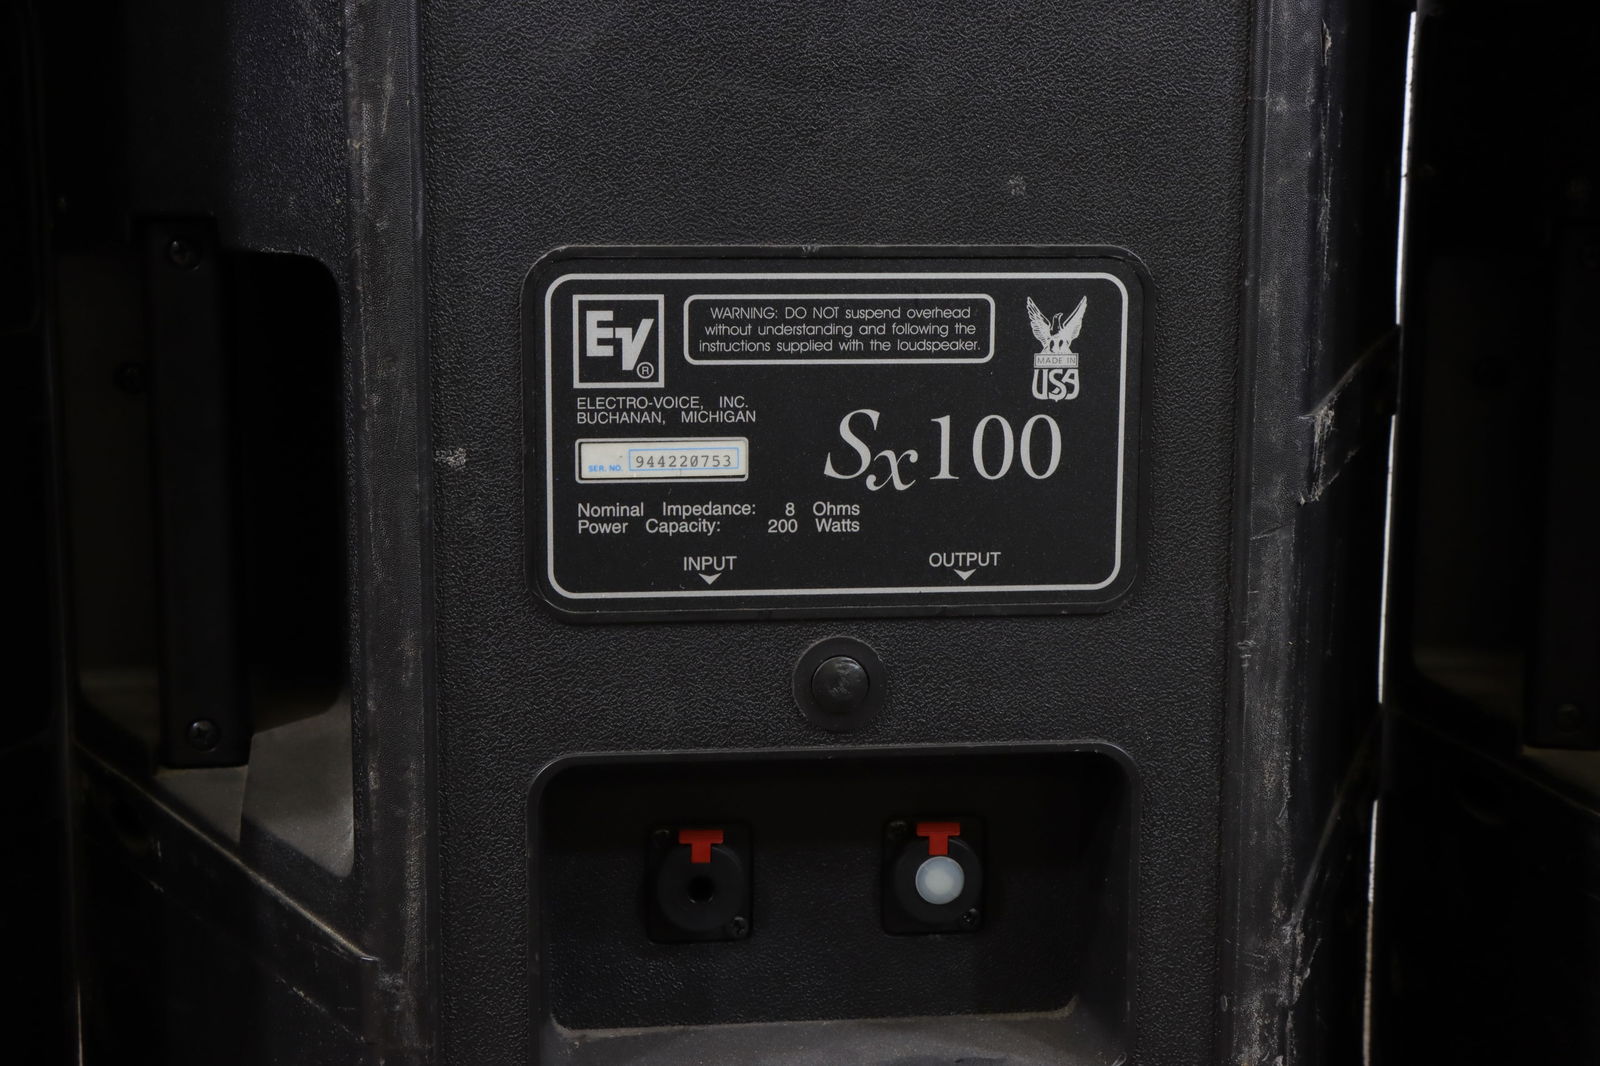 EV®
WARNING: DO NOT suspend overhead
without understanding and following the
instructions supplied with the loudspeaker.
MADE IN
USA
ELECTRO-VOICE, INC.
BUCHANAN, MICHIGAN
Sx100
SER. NO. 944220753
Nominal Impedance: 8 Ohms
Power Capacity: 200 Watts
INPUT OUTPUT